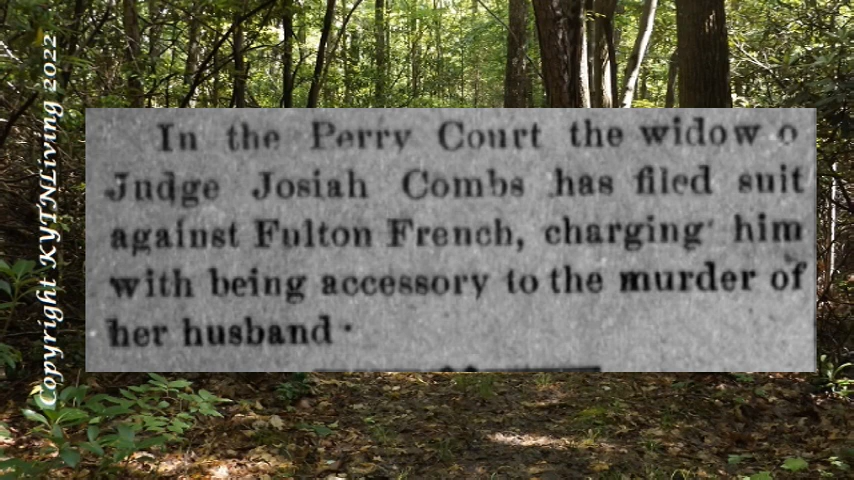 In the Perry Court the widow o
Judge Josiah Combs has filed suit
against Fulton French, charging him
with being accessory to the murder of
her husband.
Copyright KYTNLiving 2022